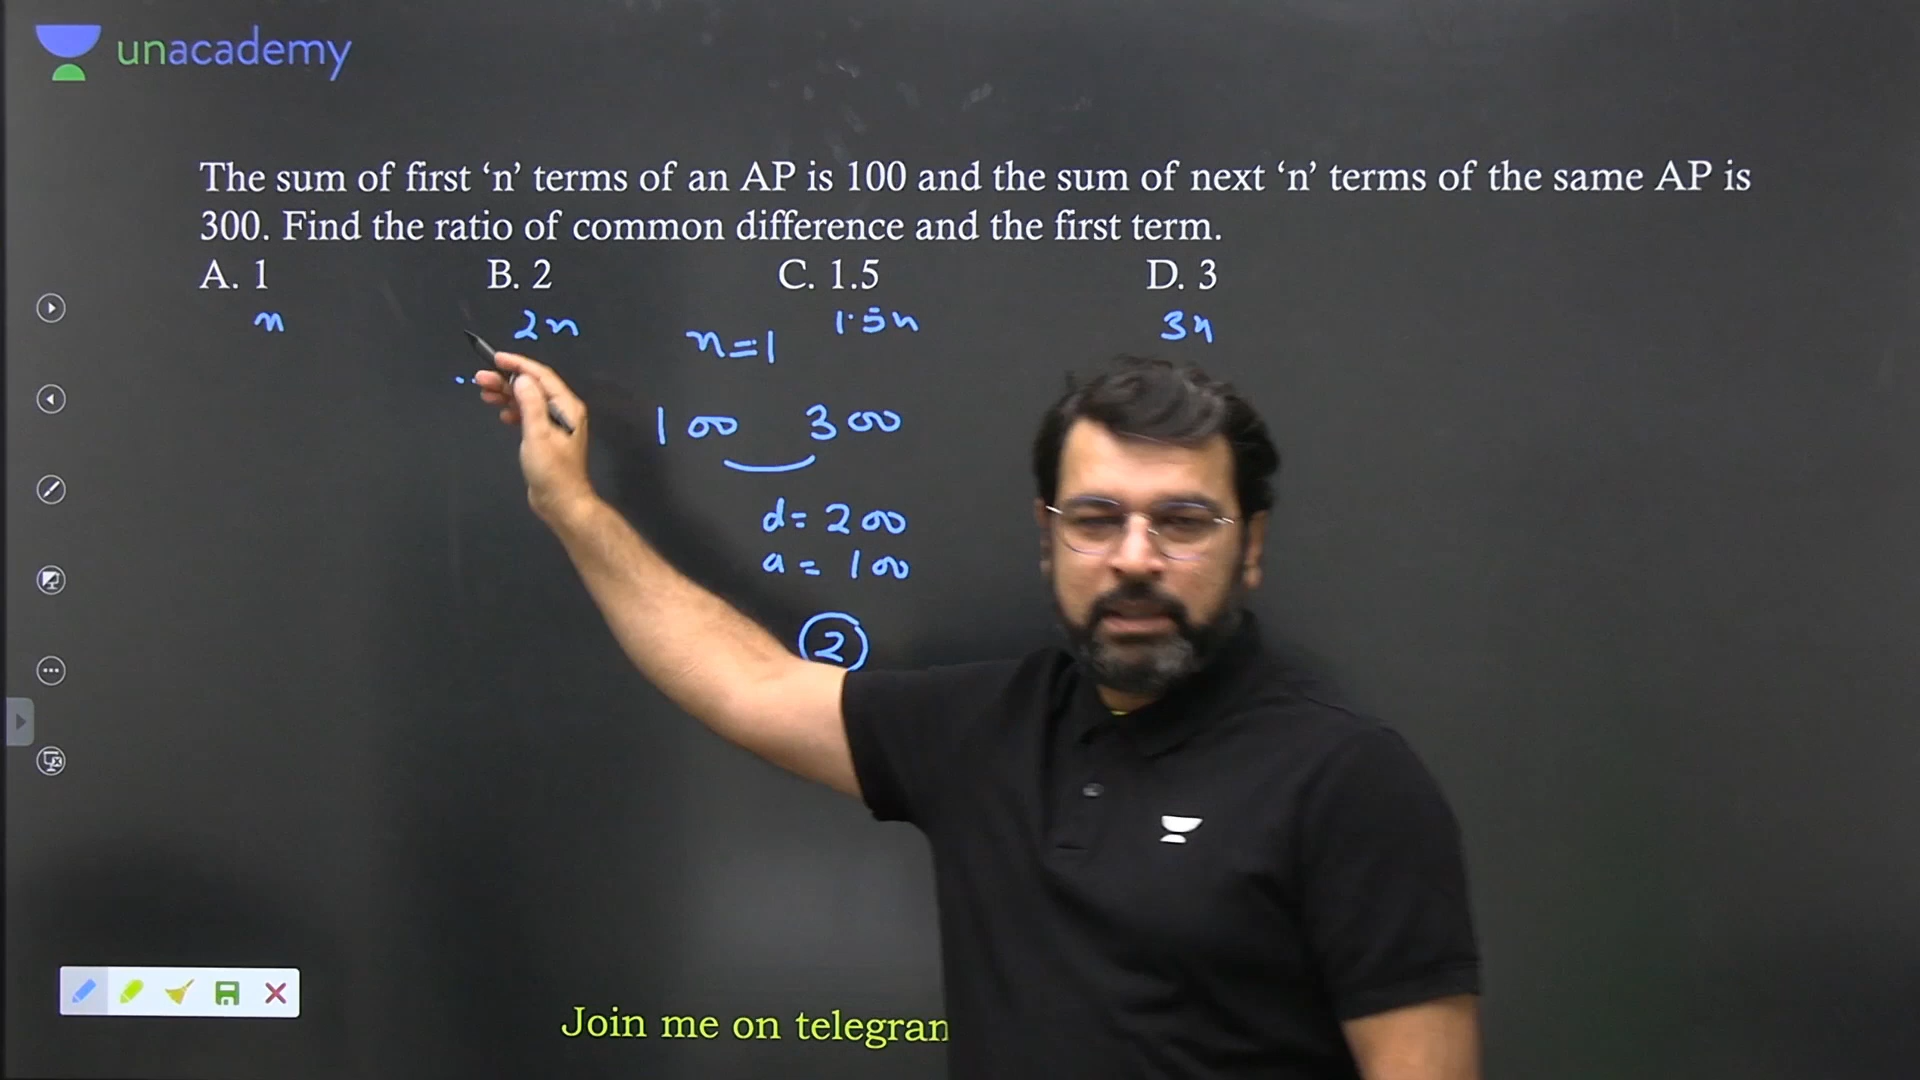 unacademy
The sum of first ‘n’ terms of an AP is 100 and the sum of next ‘n’ terms of the same AP is
300. Find the ratio of common difference and the first term.
A. 1 B. 2 C. 1.5 D. 3
n 2n 1.5n 3n
n=1
100 300
d= 200
a = 100
2
Join me on telegram